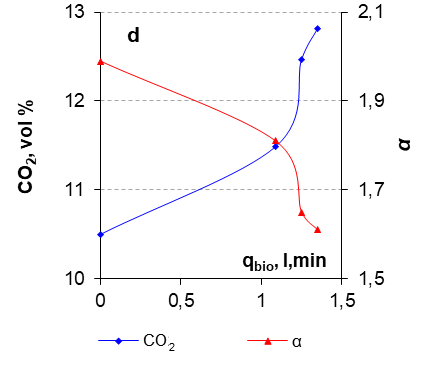 13 2,1
d
12 1,9
CO2, vol %
α
11 1,7
qbio, l,min
10 1,5
0 0,5 1 1,5
CO2 α